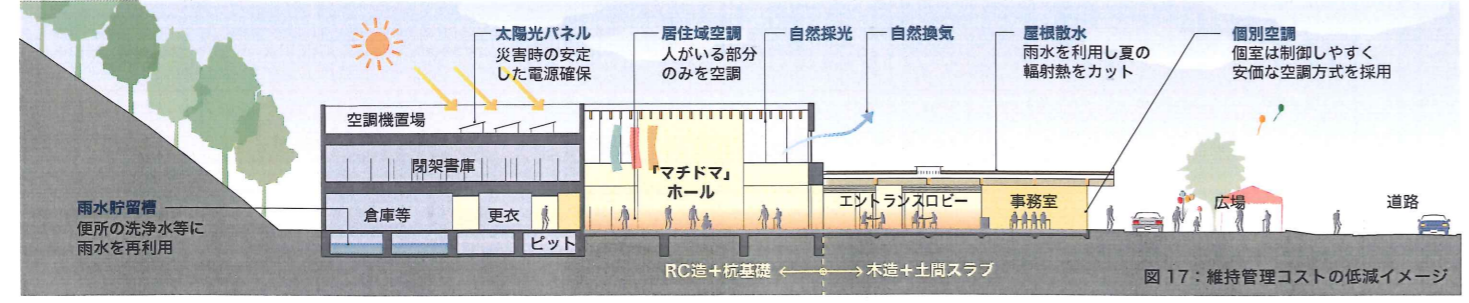 太陽光パネル
災害時の安定
した電源確保
居住域空調
人がいる部分
のみを空調
自然採光
自然換気
屋根散水
雨水を利用し夏の
輻射熱をカット
個別空調
個室は制御しやすく
安価な空調方式を採用
空調機置場
閉架書庫
「マチドマ」
ホール
倉庫等
更衣
エントランスロビー
事務室
広場
道路
雨水貯留槽
便所の洗浄水等に
雨水を再利用
ピット
RC造+杭基礎
木造+土間スラブ
図17：維持管理コストの低減イメージ